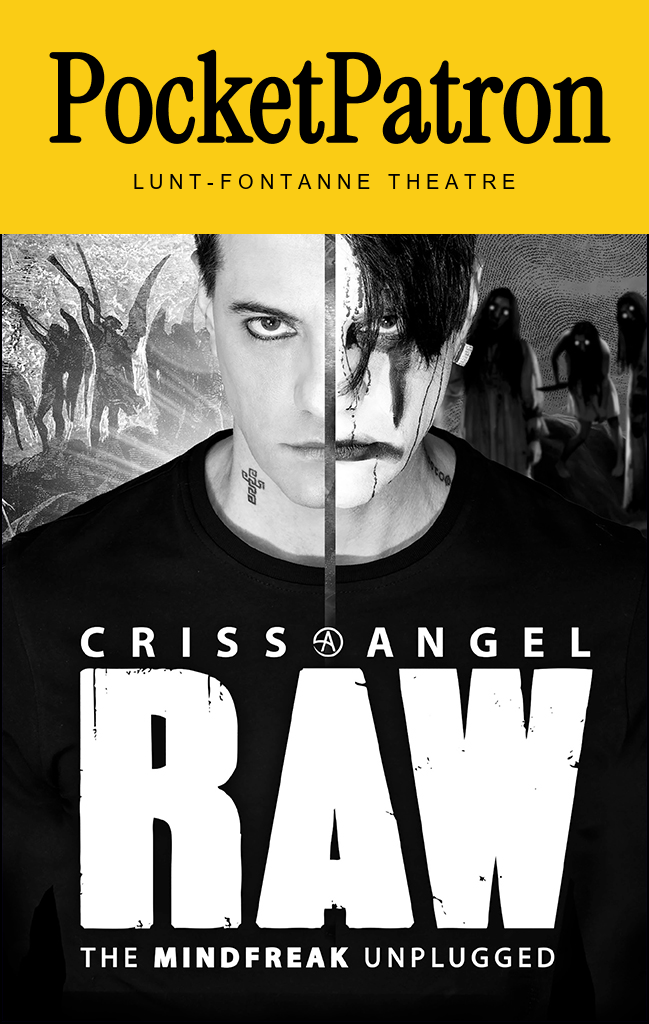 PocketPatron
LUNT-FONTANNE THEATRE
CRISS ANGEL
RAW
THE MINDFREAK UNPLUGGED